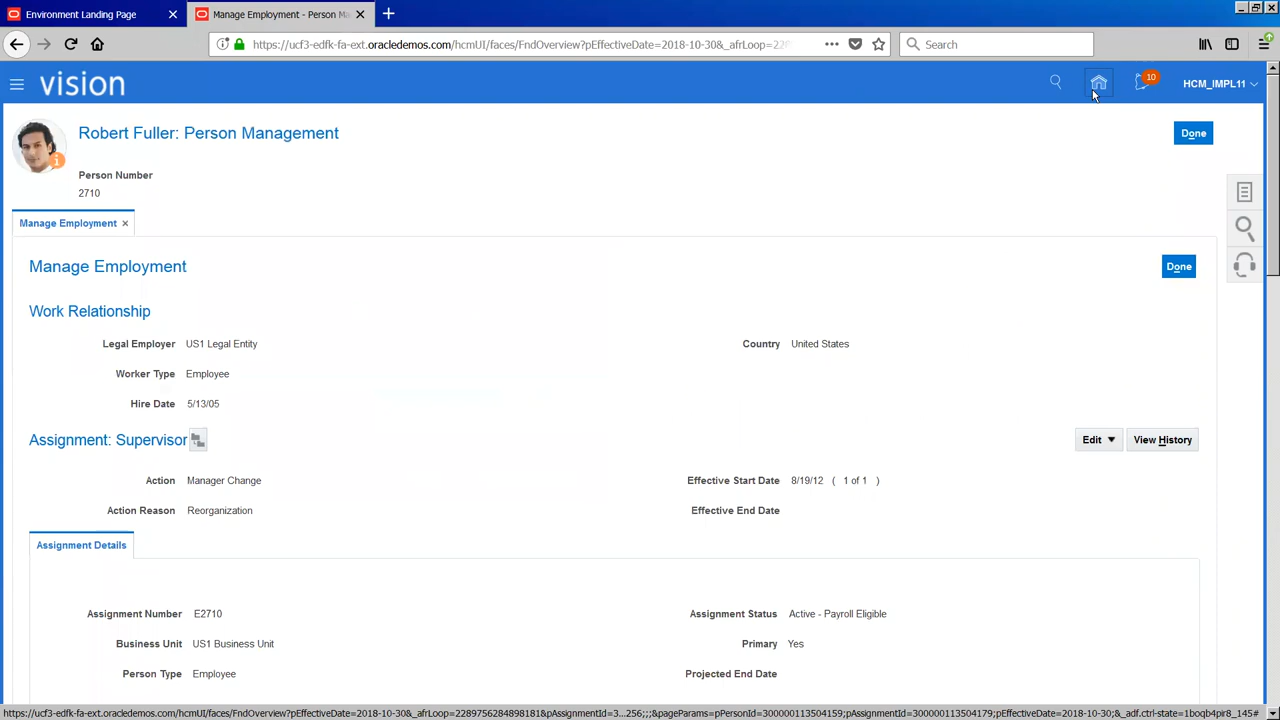 Environment Landing Page
Manage Employment - Person Ma
https://ucf3-edfk-fa-ext.oracledemos.com/hcmUI/faces/FndOverview?pEffectiveDate=2018-10-30&_afrLoop=22
Search
vision
10
HCM_IMPL11
Robert Fuller: Person Management
Done
Person Number
2710
Manage Employment
Manage Employment
Done
Work Relationship
Legal Employer US1 Legal Entity
Country United States
Worker Type Employee
Hire Date 5/13/05
Assignment: Supervisor
Edit
View History
Action Manager Change
Effective Start Date 8/19/12 ( 1 of 1 )
Action Reason Reorganization
Effective End Date
Assignment Details
Assignment Number E2710
Assignment Status Active - Payroll Eligible
Business Unit US1 Business Unit
Primary Yes
Person Type Employee
Projected End Date
https://ucf3-edfk-fa-ext.oracledemos.com/hcmUI/faces/FndOverview?pEffectiveDate=2018-10-30&_afrLoop=2289756284898181&pAssignmentId=3...256;;;&pageParams=pPersonId=300000113504159;pAssignmentId=300000113504179;pEffectiveDate=2018-10-30;&_adf.ctrl-state=1boqb4pir8_145#